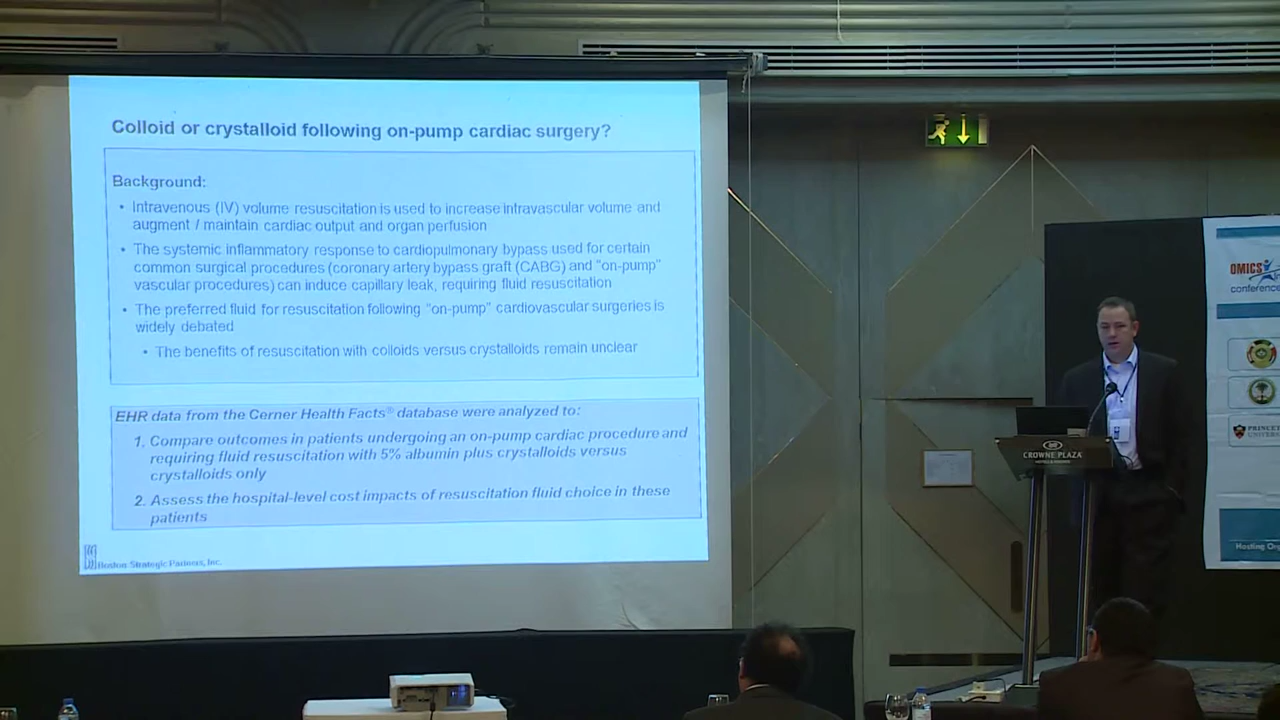 Colloid or crystalloid following on-pump cardiac surgery?
Background:
• Intravenous (IV) volume resuscitation is used to increase intravascular volume and
augment / maintain cardiac output and organ perfusion
• The systemic inflammatory response to cardiopulmonary bypass used for certain
common surgical procedures (coronary artery bypass graft (CABG) and "on-pump"
vascular procedures) can induce capillary leak, requiring fluid resuscitation
• The preferred fluid for resuscitation following "on-pump" cardiovascular surgeries is
widely debated
• The benefits of resuscitation with colloids versus crystalloids remain unclear
EHR data from the Cerner Health Facts® database were analyzed to:
1. Compare outcomes in patients undergoing an on-pump cardiac procedure and
requiring fluid resuscitation with 5% albumin plus crystalloids versus
crystalloids only
2. Assess the hospital-level cost impacts of resuscitation fluid choice in these
patients
Boston Strategic Partners, Inc.
CROWNE PLAZA
HOTELS & RESORTS
OMICS
conference
PRINCET
UNIVER
Hosting Org